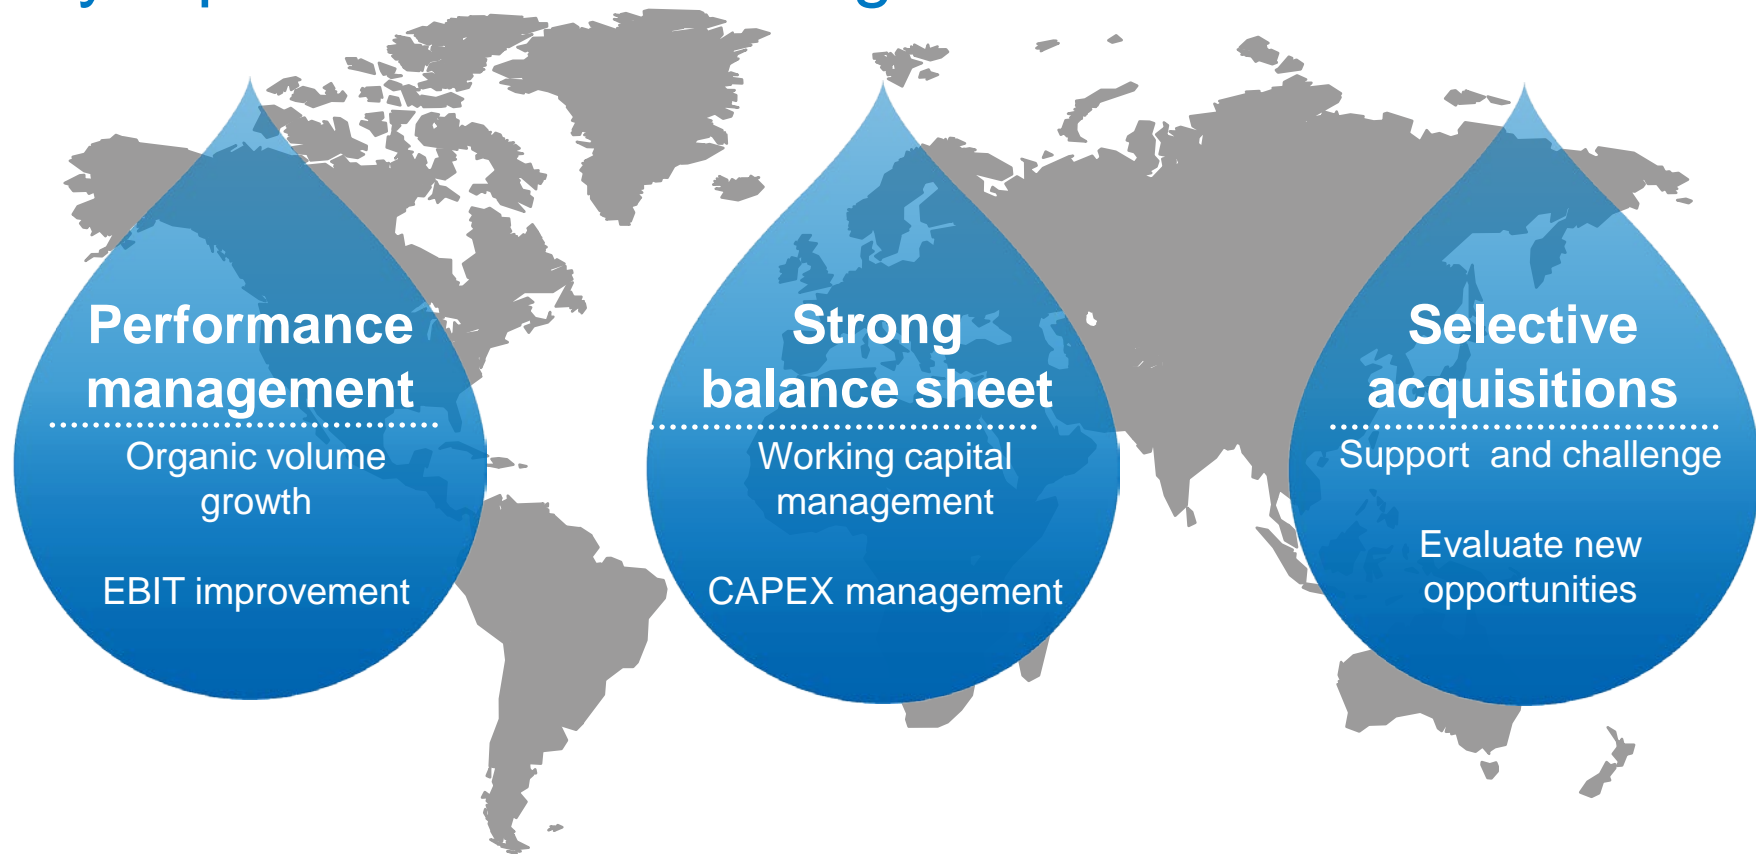 Performance
management
Organic volume
growth
EBIT improvement
Strong
balance sheet
Working capital
management
CAPEX management
Selective
acquisitions
Support and challenge
Evaluate new
opportunities